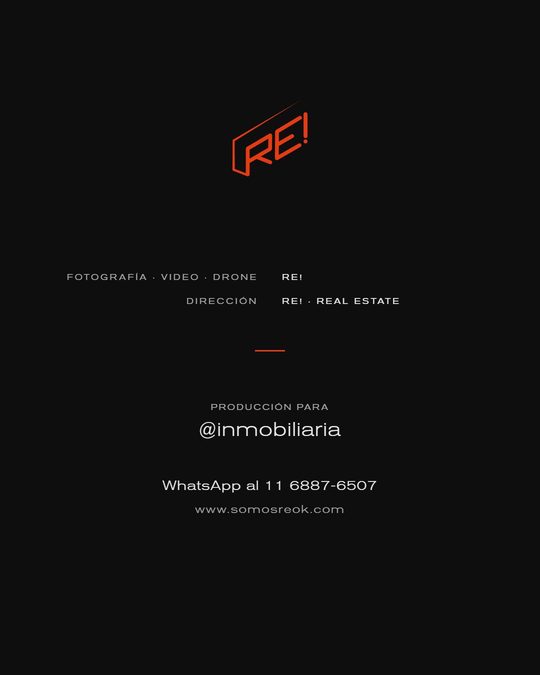 RE!
FOTOGRAFÍA · VIDEO · DRONE RE!
DIRECCIÓN RE! · REAL ESTATE
PRODUCCIÓN PARA
@inmobiliaria
WhatsApp al 11 6887-6507
www.somosreok.com